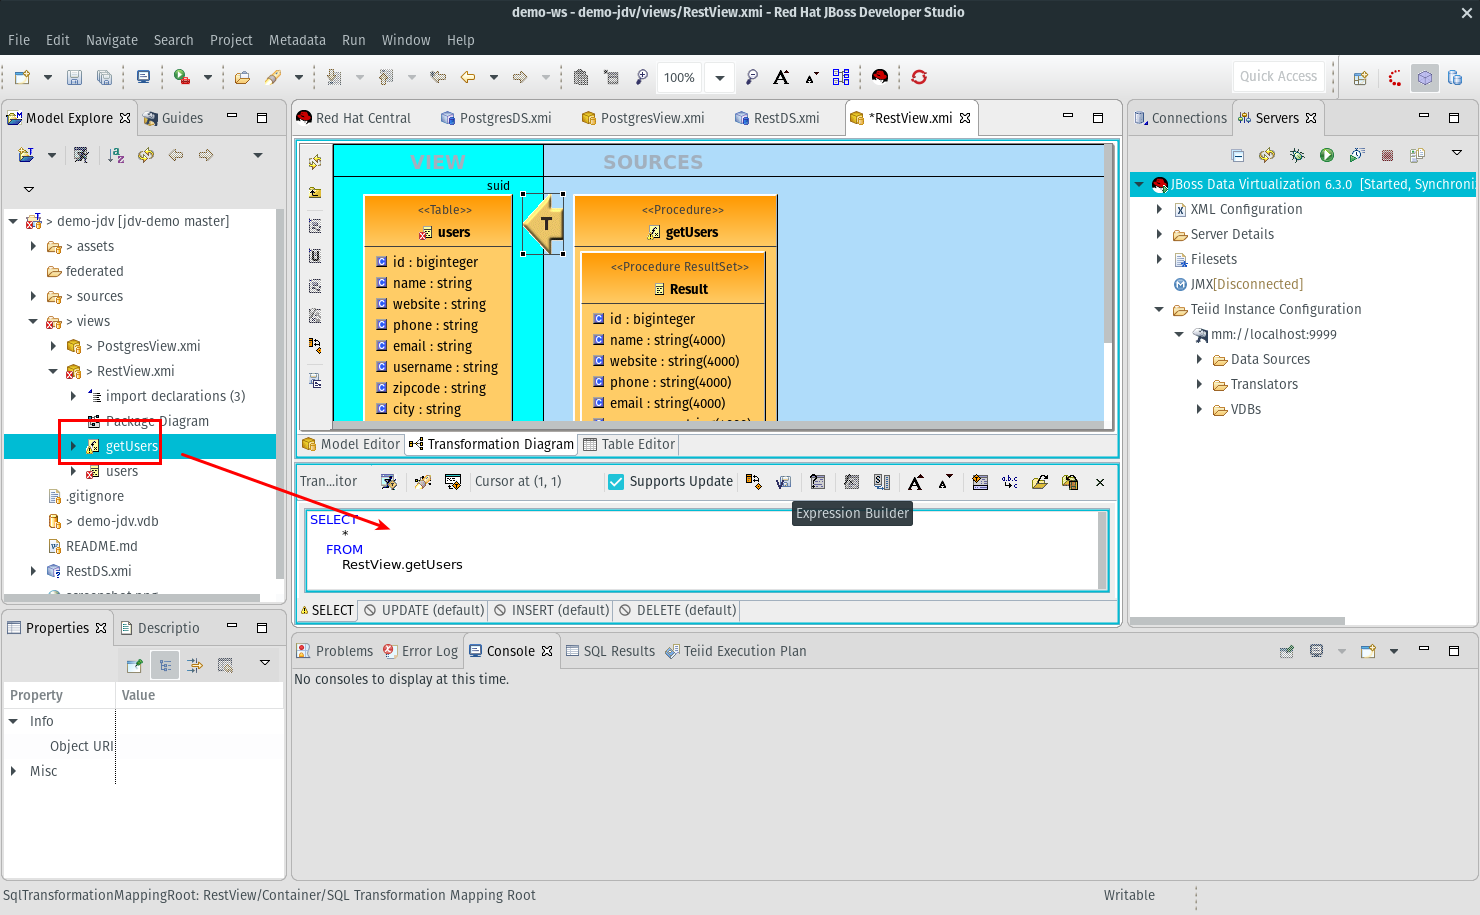 demo-ws - demo-jdv/views/RestView.xmi - Red Hat JBoss Developer Studio
File Edit Navigate Search Project Metadata Run Window Help
100%
Quick Access
Model Explore
Guides
> demo-jdv [jdv-demo master]
> assets
federated
> sources
> views
> PostgresView.xmi
> RestView.xmi
import declarations (3)
Package Diagram
getUsers
users
.gitignore
> demo-jdv.vdb
README.md
RestDS.xmi
Properties
Descriptio
Property Value
Info
Object URI
Misc
Red Hat Central
PostgresDS.xmi
PostgresView.xmi
RestDS.xmi
*RestView.xmi
VIEW SOURCES
suid
<<Table>>
users
id : biginteger
name : string
website : string
phone : string
email : string
username : string
zipcode : string
city : string
T
<<Procedure>>
getUsers
<<Procedure ResultSet>>
Result
id : biginteger
name : string(4000)
website : string(4000)
phone : string(4000)
email : string(4000)
Model Editor
Transformation Diagram
Table Editor
Tran...itor
Cursor at (1, 1)
Supports Update
Expression Builder
SELECT
*
FROM
RestView.getUsers
SELECT
UPDATE (default)
INSERT (default)
DELETE (default)
Problems
Error Log
Console
SQL Results
Teiid Execution Plan
No consoles to display at this time.
Connections
Servers
JBoss Data Virtualization 6.3.0 [Started, Synchroni
XML Configuration
Server Details
Filesets
JMX[Disconnected]
Teiid Instance Configuration
mm://localhost:9999
Data Sources
Translators
VDBs
SqlTransformationMappingRoot: RestView/Container/SQL Transformation Mapping Root
Writable